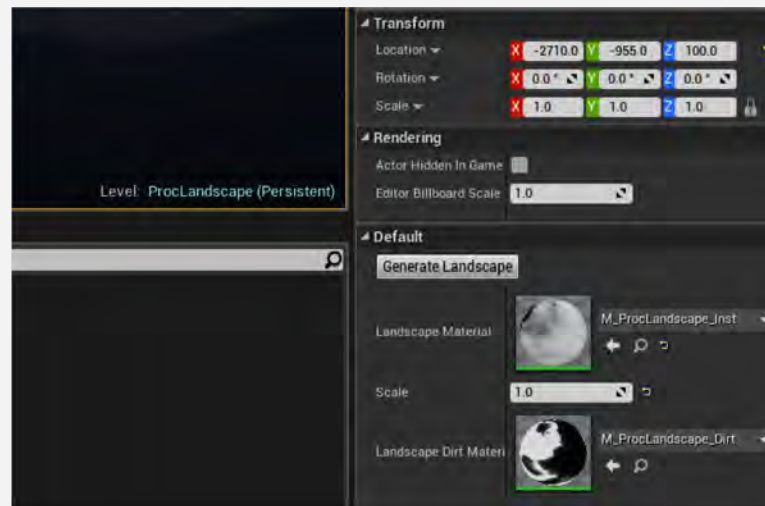 Transform
Location X -2710.0 Y -955.0 Z 100.0
Rotation X 0.0° Y 0.0° Z 0.0°
Scale X 1.0 Y 1.0 Z 1.0
Rendering
Actor Hidden In Game
Editor Billboard Scale 1.0
Level: ProcLandscape (Persistent)
Default
Generate Landscape
Landscape Material M_ProcLandscape_Inst
Scale 1.0
Landscape Dirt Materi M_ProcLandscape_Dirt